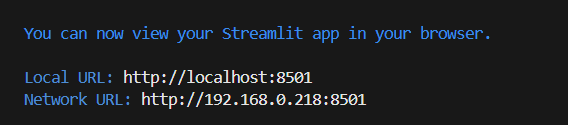 You can now view your Streamlit app in your browser.
Local URL: http://localhost:8501
Network URL: http://192.168.0.218:8501